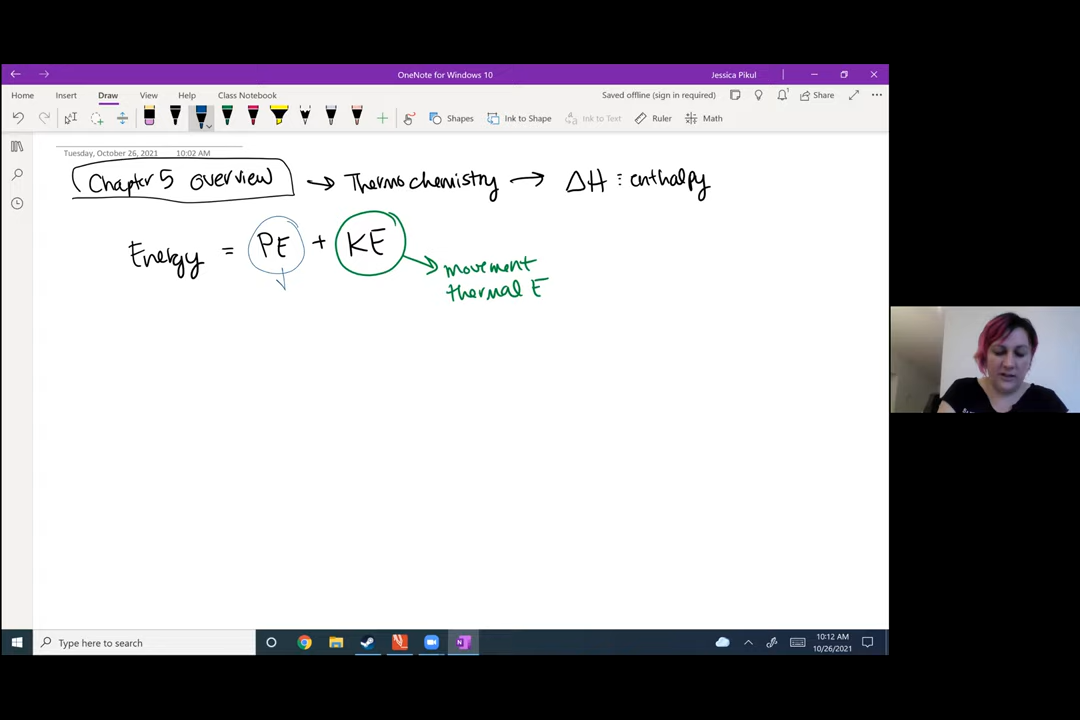 OneNote for Windows 10
Jessica Pikul
Home Insert Draw View Help Class Notebook
Saved offline (sign in required)
Share
Shapes
Ink to Shape
Ink to Text
Ruler
Math
Tuesday, October 26, 2021 10:02 AM
Chapter 5 overview → Thermochemistry → ΔH : enthalpy
Energy = PE + KE
movement
thermal E
Type here to search
10:12 AM
10/26/2021